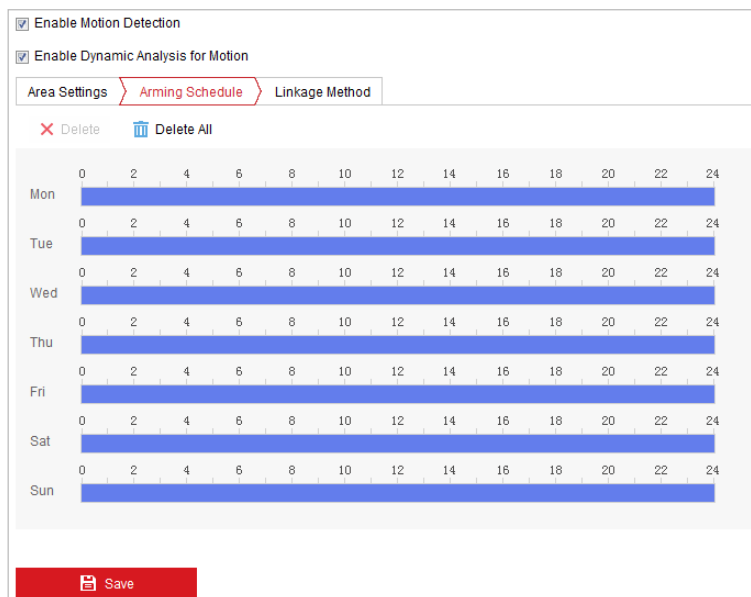 Enable Motion Detection
Enable Dynamic Analysis for Motion
Area Settings Arming Schedule Linkage Method
Delete Delete All
0 2 4 6 8 10 12 14 16 18 20 22 24
Mon
0 2 4 6 8 10 12 14 16 18 20 22 24
Tue
0 2 4 6 8 10 12 14 16 18 20 22 24
Wed
0 2 4 6 8 10 12 14 16 18 20 22 24
Thu
0 2 4 6 8 10 12 14 16 18 20 22 24
Fri
0 2 4 6 8 10 12 14 16 18 20 22 24
Sat
0 2 4 6 8 10 12 14 16 18 20 22 24
Sun
Save